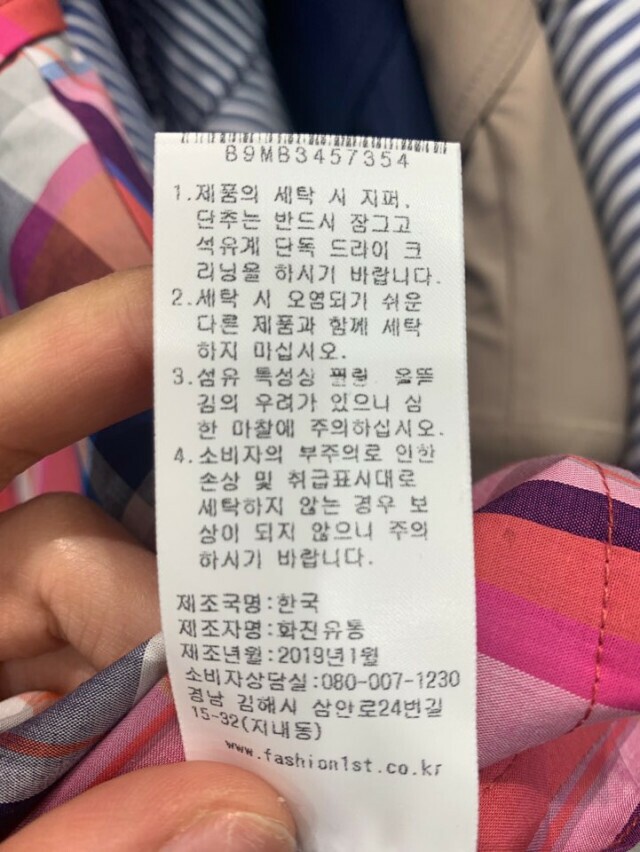 B9MB3457354
1.제품의 세탁 시 지퍼,
단추는 반드시 잠그고
석유계 단독 드라이 크
리닝을 하시기 바랍니다.
2.세탁 시 오염되기 쉬운
다른 제품과 함께 세탁
하지 마십시오.
3.섬유 특성상 필링, 올뜯
김의 우려가 있으니 심
한 마찰에 주의하십시오.
4.소비자의 부주의로 인한
손상 및 취급표시대로
세탁하지 않는 경우 보
상이 되지 않으니 주의
하시기 바랍니다.
제조국명:한국
제조자명:화진유통
제조년월:2019년1월
소비자상담실:080-007-1230
경남 김해시 삼안로24번길
15-32(지내동)
www.fashion1st.co.kr